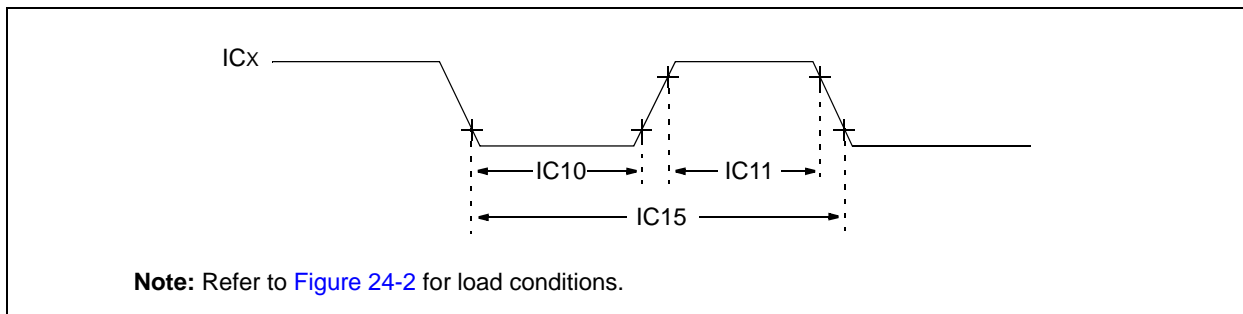 ICx
IC10
IC11
IC15
Note: Refer to Figure 24-2 for load conditions.